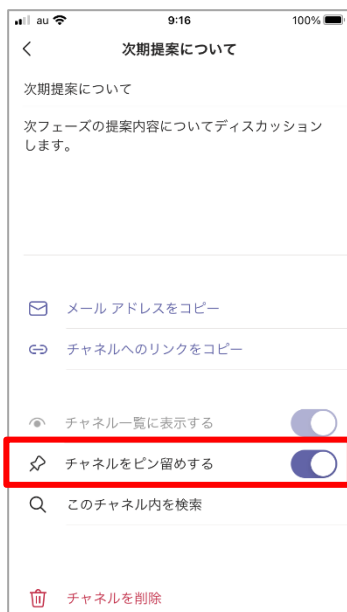 au 9:16 100%
次期提案について
次期提案について
次フェーズの提案内容についてディスカッション
します。
メール アドレスをコピー
チャネルへのリンクをコピー
チャネル一覧に表示する
チャネルをピン留めする
このチャネル内を検索
チャネルを削除